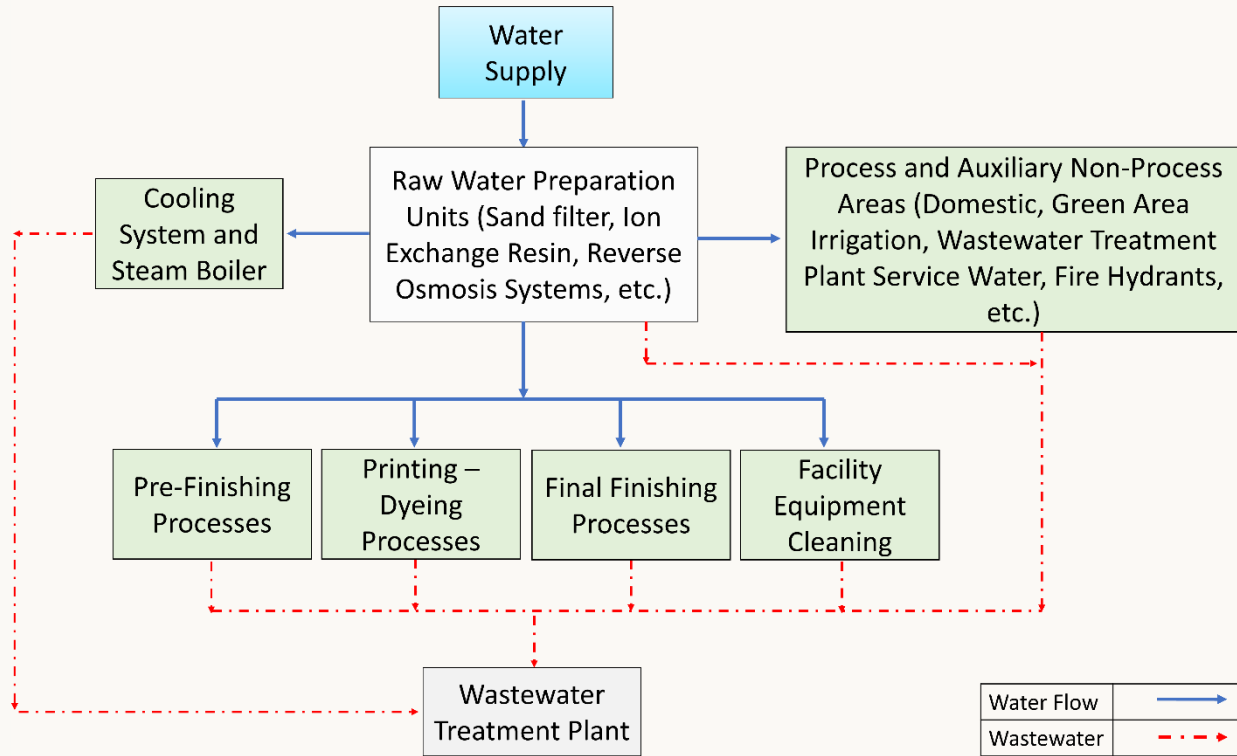 Water
Supply
Raw Water Preparation
Units (Sand filter, Ion
Exchange Resin, Reverse
Osmosis Systems, etc.)
Cooling
System and
Steam Boiler
Process and Auxiliary Non-Process
Areas (Domestic, Green Area
Irrigation, Wastewater Treatment
Plant Service Water, Fire Hydrants,
etc.)
Pre-Finishing
Processes
Printing –
Dyeing
Processes
Final Finishing
Processes
Facility
Equipment
Cleaning
Wastewater
Treatment Plant
Water Flow
Wastewater